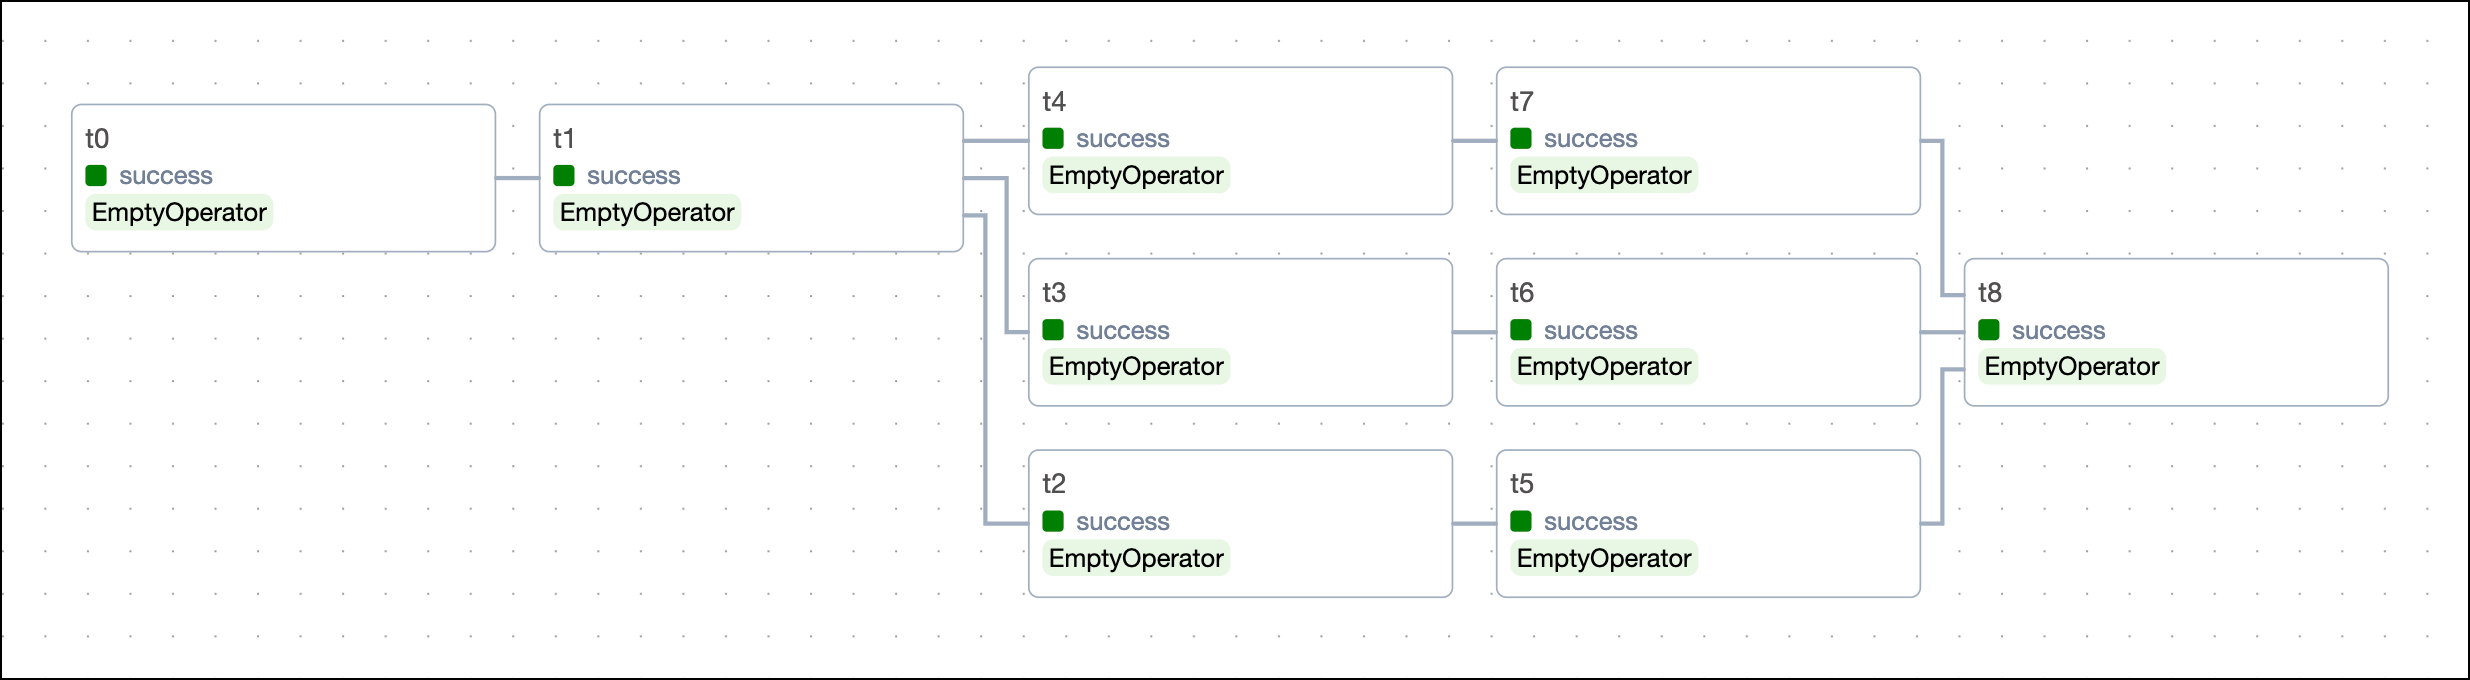 t0
success
EmptyOperator
t1
success
EmptyOperator
t4
success
EmptyOperator
t7
success
EmptyOperator
t3
success
EmptyOperator
t6
success
EmptyOperator
t8
success
EmptyOperator
t2
success
EmptyOperator
t5
success
EmptyOperator